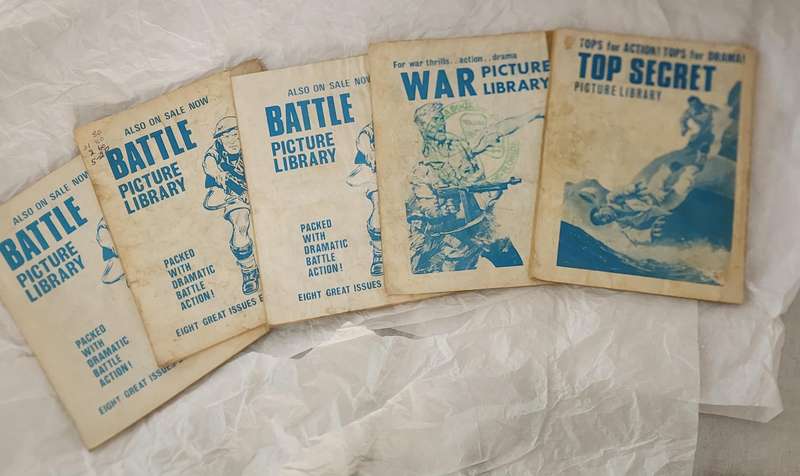 ALSO ON SALE NOW
BATTLE
PICTURE
LIBRARY
PACKED
WITH
DRAMATIC
BATTLE
ACTION!
EIGHT GREAT ISSUES
ALSO ON SALE NOW
BATTLE
PICTURE
LIBRARY
PACKED
WITH
DRAMATIC
BATTLE
ACTION!
EIGHT GREAT ISSUES
ALSO ON SALE NOW
BATTLE
PICTURE
LIBRARY
PACKED
WITH
DRAMATIC
BATTLE
ACTION!
EIGHT GREAT ISSUES
For war thrills..action..drama
WAR PICTURE
LIBRARY
TOPS for ACTION! TOPS for DRAMA!
TOP SECRET
PICTURE LIBRARY